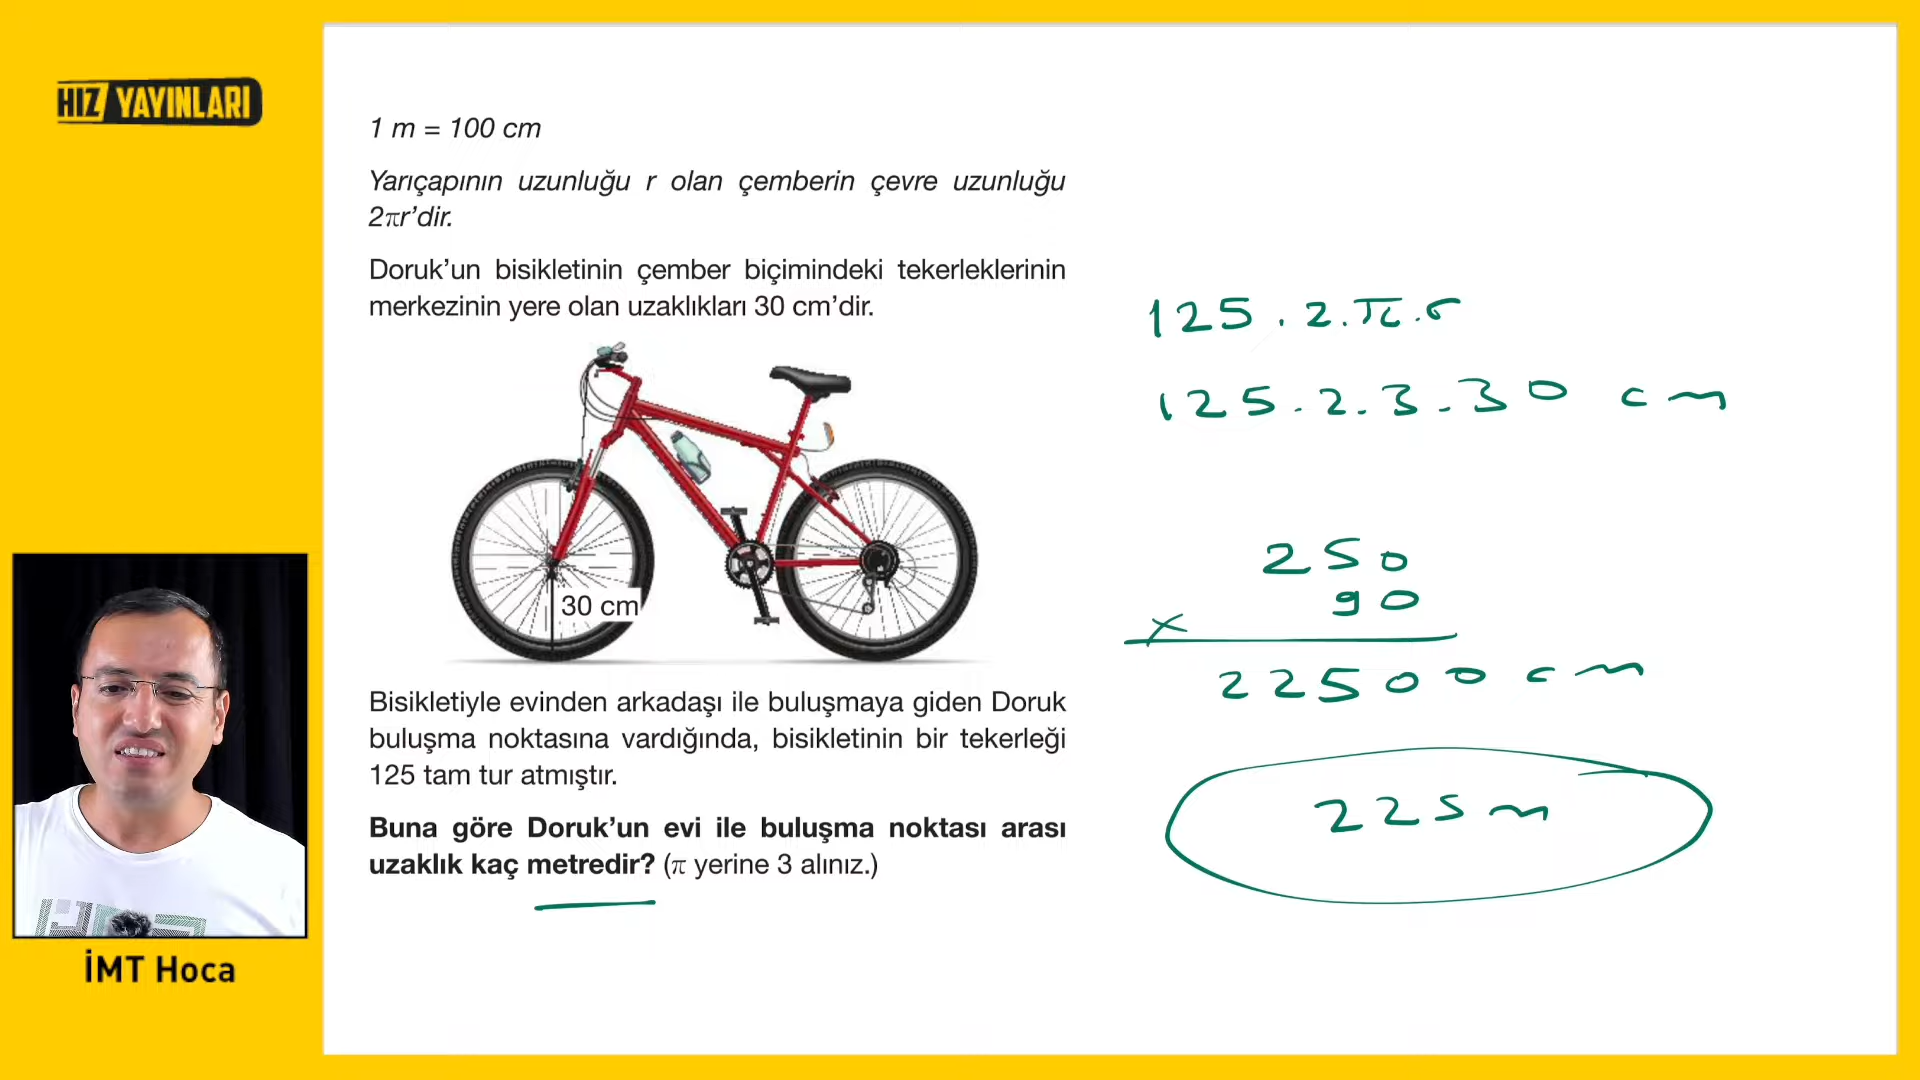 HIZ YAYINLARI
1 m = 100 cm
Yarıçapının uzunluğu r olan çemberin çevre uzunluğu
2πr’dir.
Doruk’un bisikletinin çember biçimindeki tekerleklerinin
merkezinin yere olan uzaklıkları 30 cm’dir.
30 cm
Bisikletiyle evinden arkadaşı ile buluşmaya giden Doruk
buluşma noktasına vardığında, bisikletinin bir tekerleği
125 tam tur atmıştır.
Buna göre Doruk’un evi ile buluşma noktası arası
uzaklık kaç metredir? (π yerine 3 alınız.)
125 . 2 . π . r
125 . 2 . 3 . 30 cm
250
90
x
22500 cm
225 m
İMT Hoca